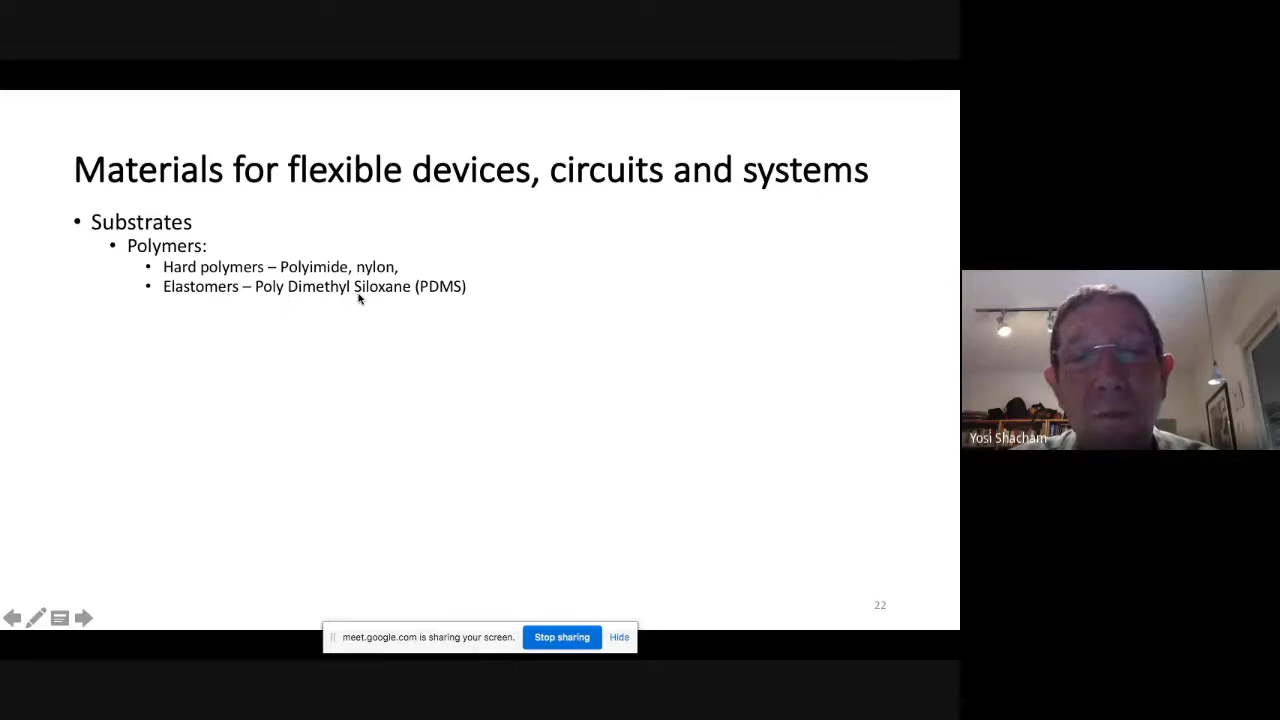 Materials for flexible devices, circuits and systems
• Substrates
• Polymers:
• Hard polymers – Polyimide, nylon,
• Elastomers – Poly Dimethyl Siloxane (PDMS)
22
meet.google.com is sharing your screen. Stop sharing Hide
Yosi Shacham